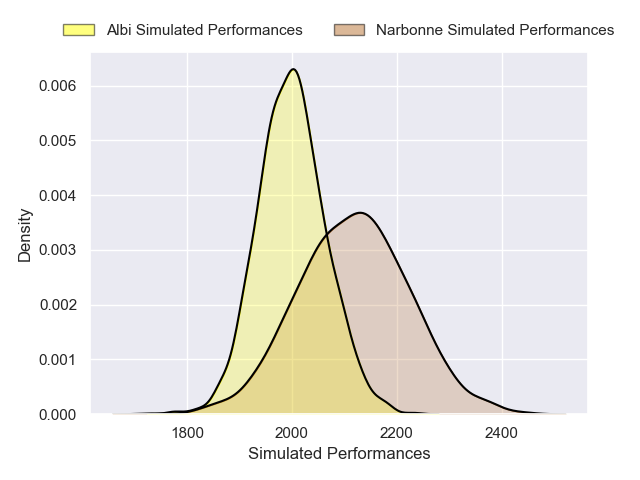 Albi Simulated Performances
Narbonne Simulated Performances
0.006
0.005
0.004
0.003
0.002
0.001
0.000
Density
1800 2000 2200 2400
Simulated Performances